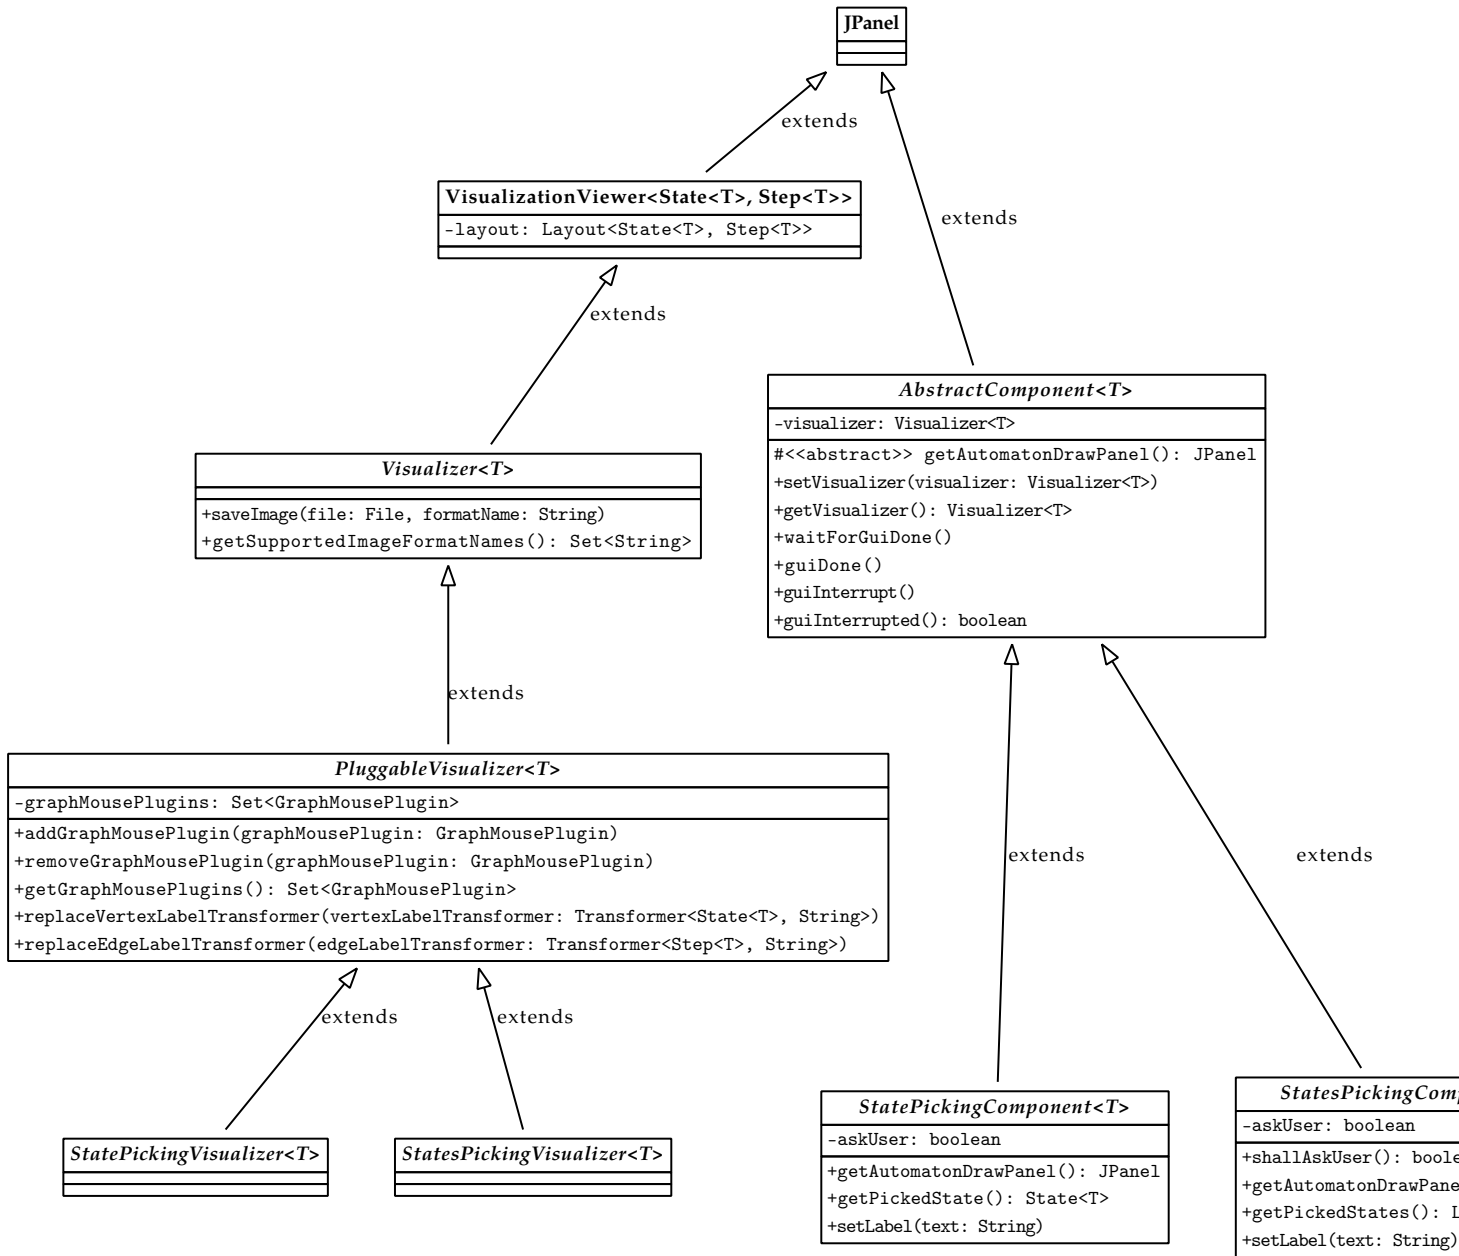 JPanel
extends
VisualizationViewer<State<T>, Step<T>>
-layout: Layout<State<T>, Step<T>>
extends
extends
AbstractComponent<T>
-visualizer: Visualizer<T>
#<<abstract>> getAutomatonDrawPanel(): JPanel
+setVisualizer(visualizer: Visualizer<T>)
+getVisualizer(): Visualizer<T>
+waitForGuiDone()
+guiDone()
+guiInterrupt()
+guiInterrupted(): boolean
Visualizer<T>
+saveImage(file: File, formatName: String)
+getSupportedImageFormatNames(): Set<String>
extends
PluggableVisualizer<T>
-graphMousePlugins: Set<GraphMousePlugin>
+addGraphMousePlugin(graphMousePlugin: GraphMousePlugin)
+removeGraphMousePlugin(graphMousePlugin: GraphMousePlugin)
+getGraphMousePlugins(): Set<GraphMousePlugin>
+replaceVertexLabelTransformer(vertexLabelTransformer: Transformer<State<T>, String>)
+replaceEdgeLabelTransformer(edgeLabelTransformer: Transformer<Step<T>, String>)
extends
extends
extends
extends
StatePickingVisualizer<T>
StatesPickingVisualizer<T>
StatePickingComponent<T>
-askUser: boolean
+getAutomatonDrawPanel(): JPanel
+getPickedState(): State<T>
+setLabel(text: String)
-askUser: boolean
+shallAskUser():
+getPickedStates():
+setLabel(text: String)